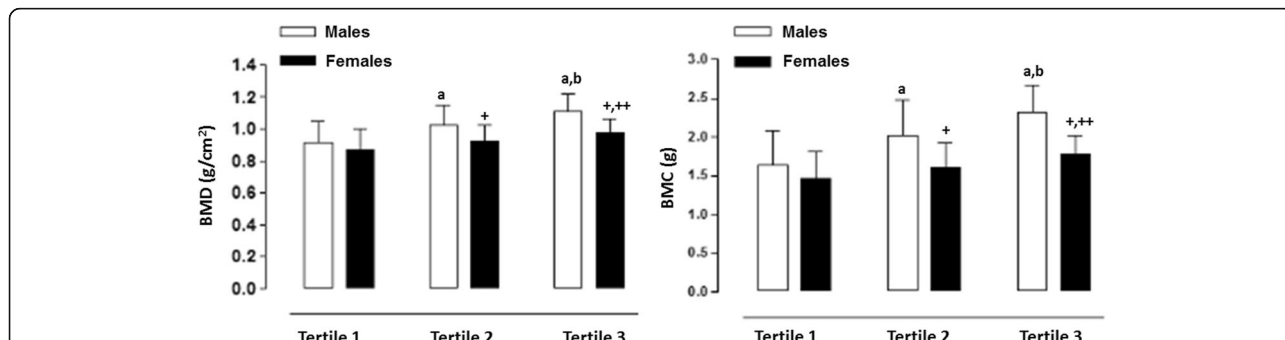 Males
Females
BMD (g/cm²)
1.4
1.2
1.0
0.8
0.6
0.4
0.2
0.0
a
+
a,b
+,++
Tertile 1 Tertile 2 Tertile 3
Males
Females
BMC (g)
3.0
2.5
2.0
1.5
1.0
0.5
0.0
a
+
a,b
+,++
Tertile 1 Tertile 2 Tertile 3